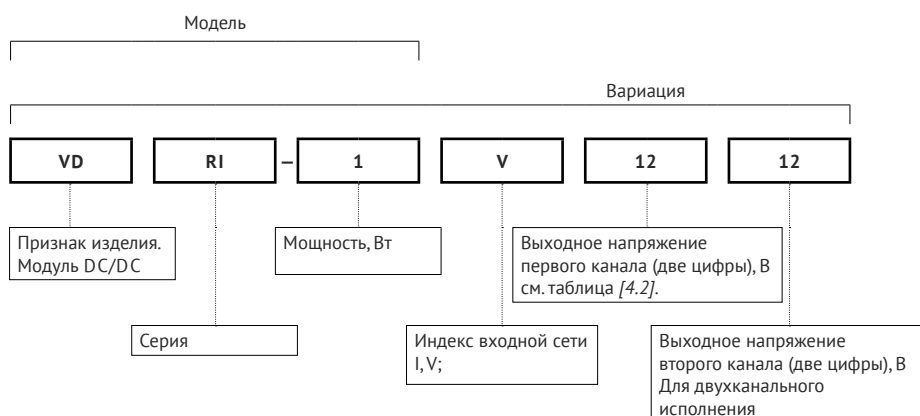 Модель
Вариация
VD RI – 1 V 12 12
Признак изделия.
Модуль DC/DC
Мощность, Вт
Выходное напряжение
первого канала (две цифры), В
см. таблица [4.2].
Серия
Индекс входной сети
I, V;
Выходное напряжение
второго канала (две цифры), В
Для двухканального
исполнения